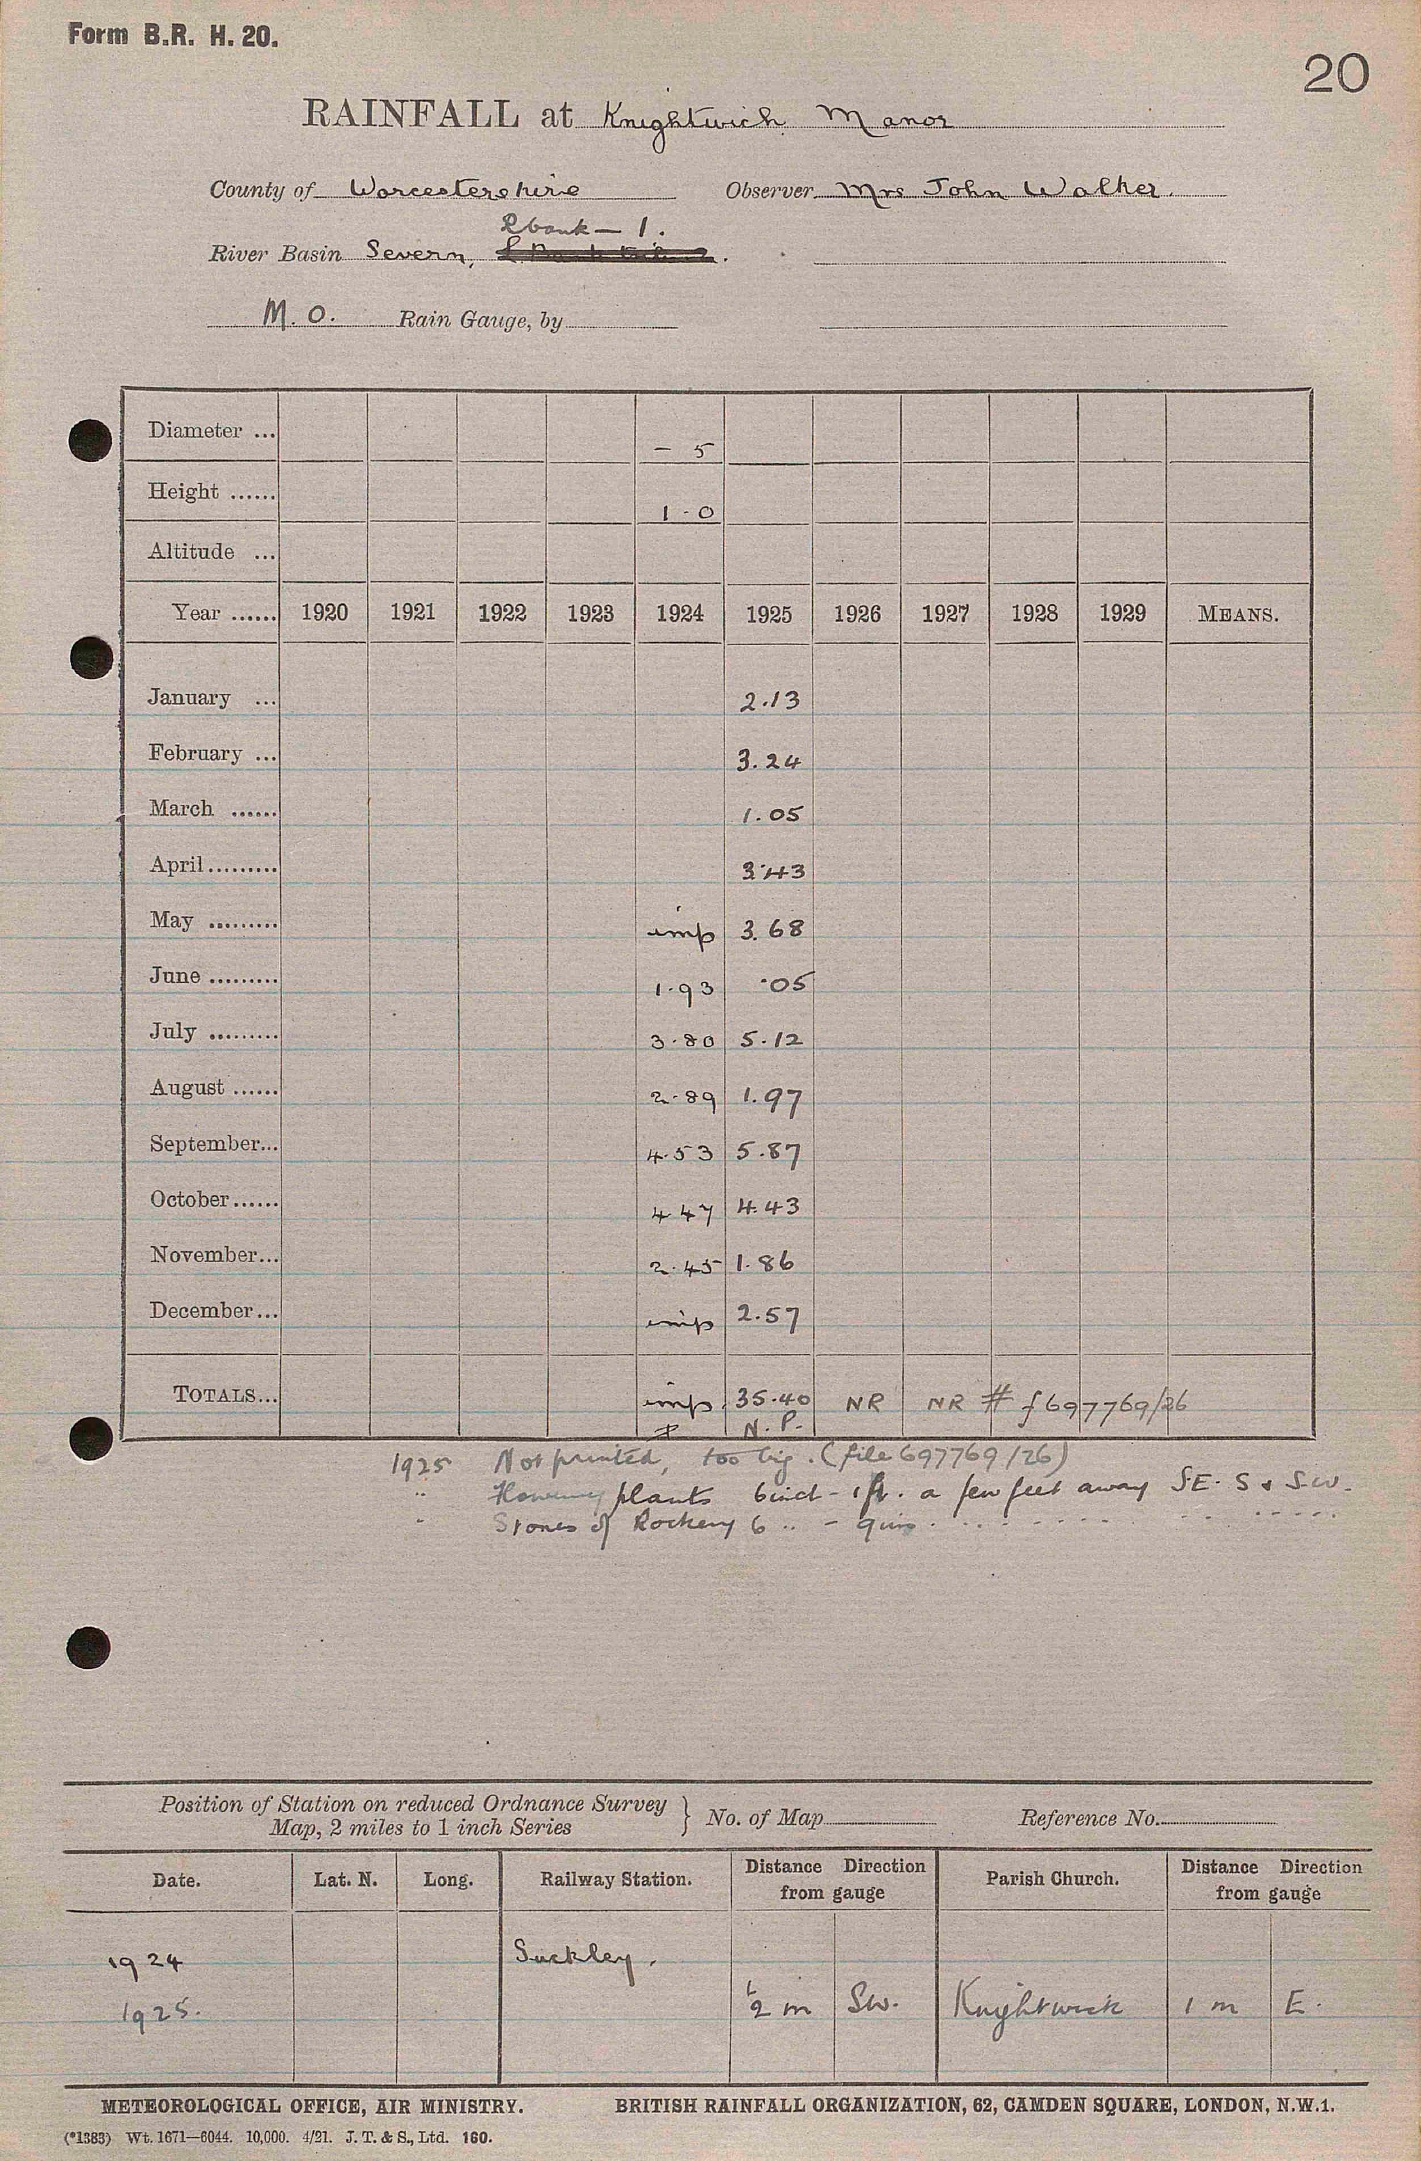 Form B.R. H. 20.
20
RAINFALL at Knightwich Manor
County of Worcestershire Observer Mrs John Walker.
R bank — 1.
River Basin Severn,
M.O. Rain Gauge, by
Diameter ... - 5
Height ...... 1 - 0
Altitude ...
Year ...... 1920 1921 1922 1923 1924 1925 1926 1927 1928 1929 MEANS.
January ... 2.13
February ... 3.24
March ...... 1.05
April ......... 3.43
May ......... imp 3.68
June ......... 1.93 .05
July ......... 3.80 5.12
August ...... 2.89 1.97
September... 4.53 5.87
October ...... 4.47 4.43
November... 2.45 1.86
December... imp 2.57
TOTALS... imp. 35.40 NR NR # f 697769/26
N.P.
1925 Not printed, too big. (file 697769/26)
" plants 6 inch - 1 ft. a few feet away S.E. S & S.W.
" Stones of Rockery 6 " - 9 ins.
Position of Station on reduced Ordnance Survey
Map, 2 miles to 1 inch Series } No. of Map Reference No.
Date. Lat. N. Long. Railway Station. Distance Direction from gauge Parish Church. Distance Direction from gauge
1924 Suckley.
1925. ½ m SW. Knightwick 1 m E.
METEOROLOGICAL OFFICE, AIR MINISTRY. BRITISH RAINFALL ORGANIZATION, 62, CAMDEN SQUARE, LONDON, N.W.1.
(*1383) Wt. 1671—6044. 10,000. 4/21. J. T. & S., Ltd. 160.